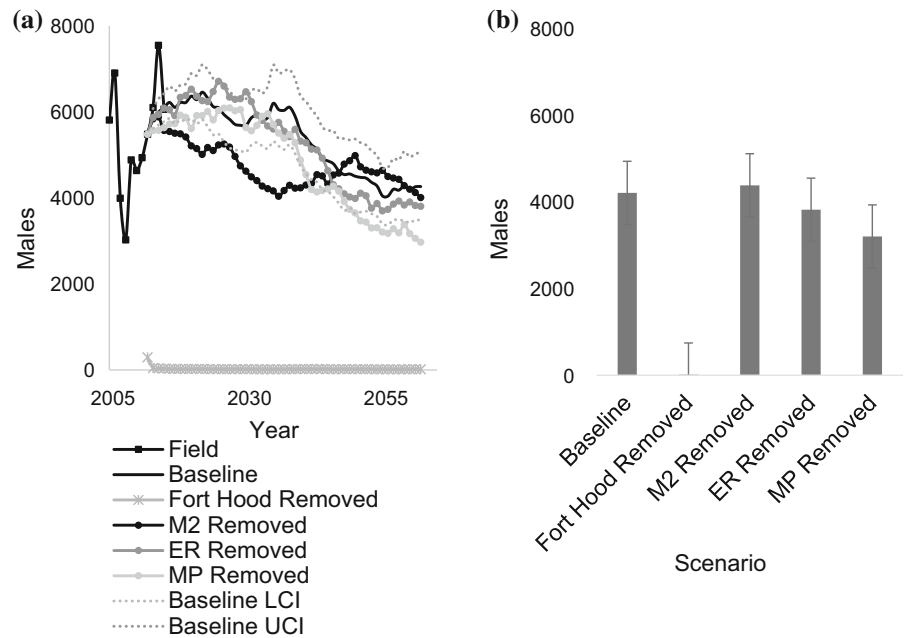 (a)
8000
6000
4000
2000
0
Males
2005
2030
2055
Year
Field
Baseline
Fort Hood Removed
M2 Removed
ER Removed
MP Removed
Baseline LCI
Baseline UCI
(b)
8000
6000
4000
2000
0
Males
Baseline
Fort Hood Removed
M2 Removed
ER Removed
MP Removed
Scenario